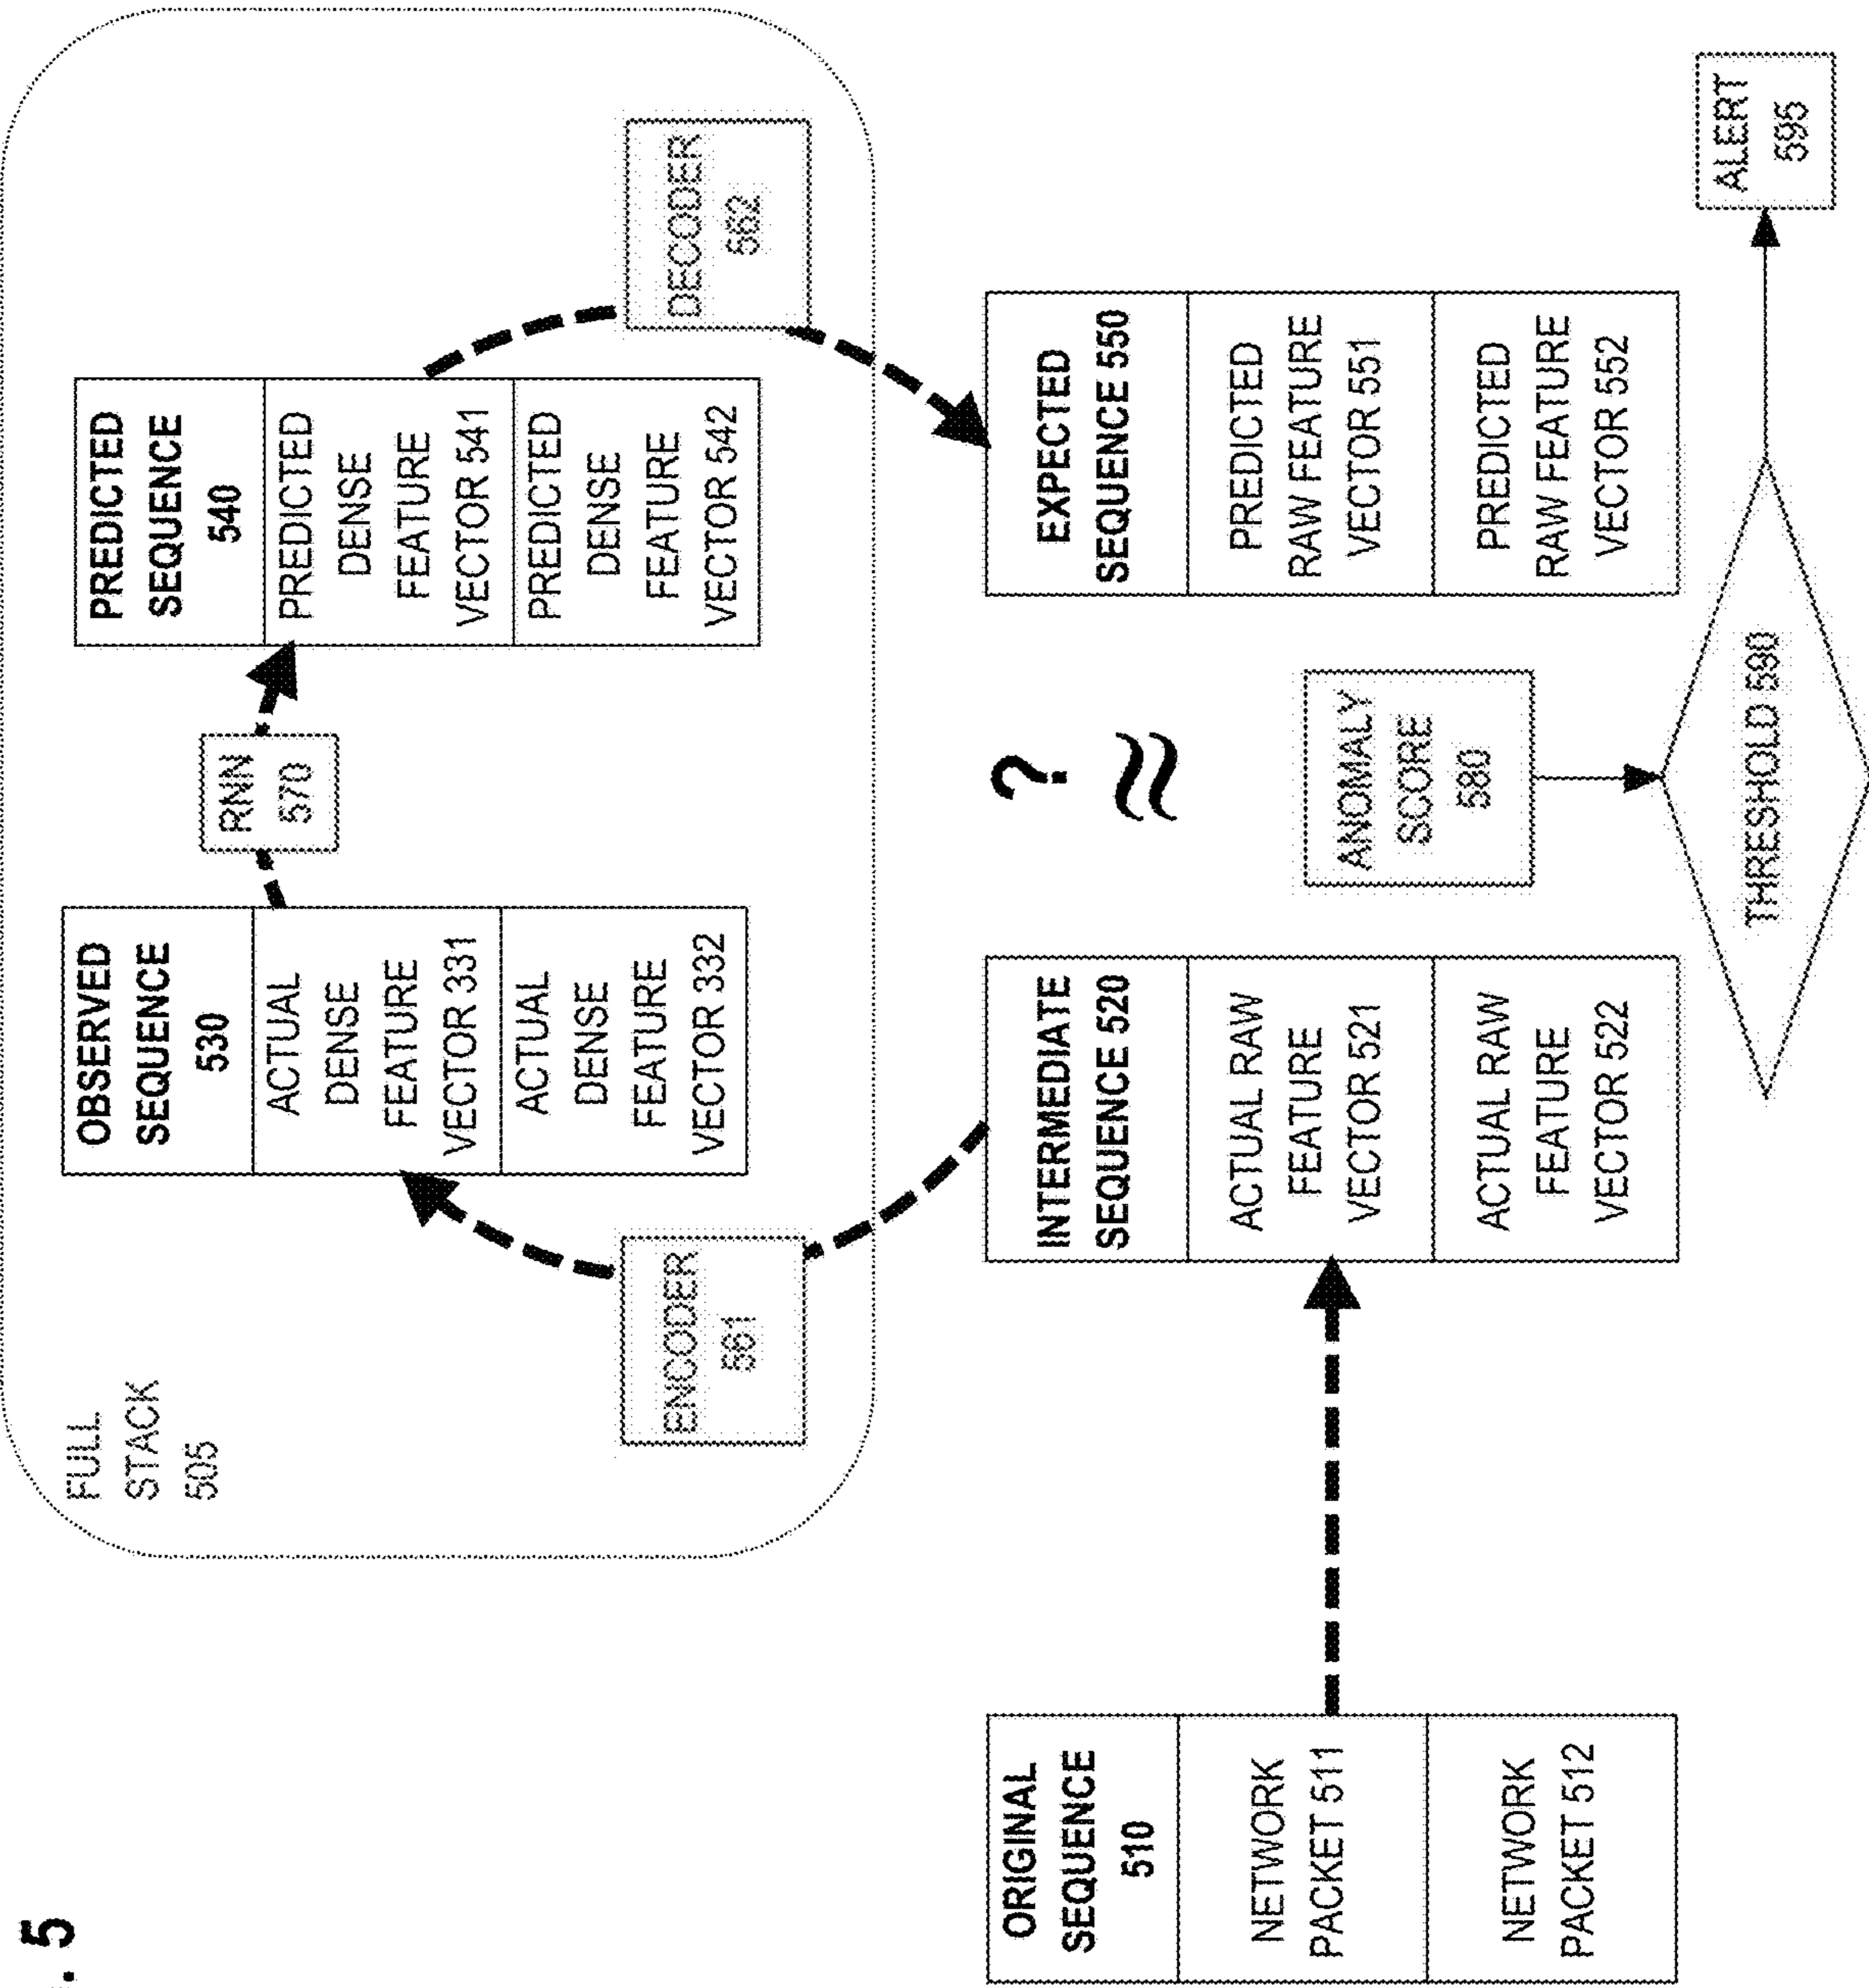 . 5
FULL
STACK
505
OBSERVED
SEQUENCE
530
ACTUAL
DENSE
FEATURE
VECTOR 331
ACTUAL
DENSE
FEATURE
VECTOR 332
RNN
570
PREDICTED
SEQUENCE
540
PREDICTED
DENSE
FEATURE
VECTOR 541
PREDICTED
DENSE
FEATURE
VECTOR 542
ENCODER
561
DECODER
562
ORIGINAL
SEQUENCE
510
NETWORK
PACKET 511
NETWORK
PACKET 512
INTERMEDIATE
SEQUENCE 520
ACTUAL RAW
FEATURE
VECTOR 521
ACTUAL RAW
FEATURE
VECTOR 522
?
≈
ANOMALY
SCORE
580
EXPECTED
SEQUENCE 550
PREDICTED
RAW FEATURE
VECTOR 551
PREDICTED
RAW FEATURE
VECTOR 552
THRESHOLD 590
ALERT
595